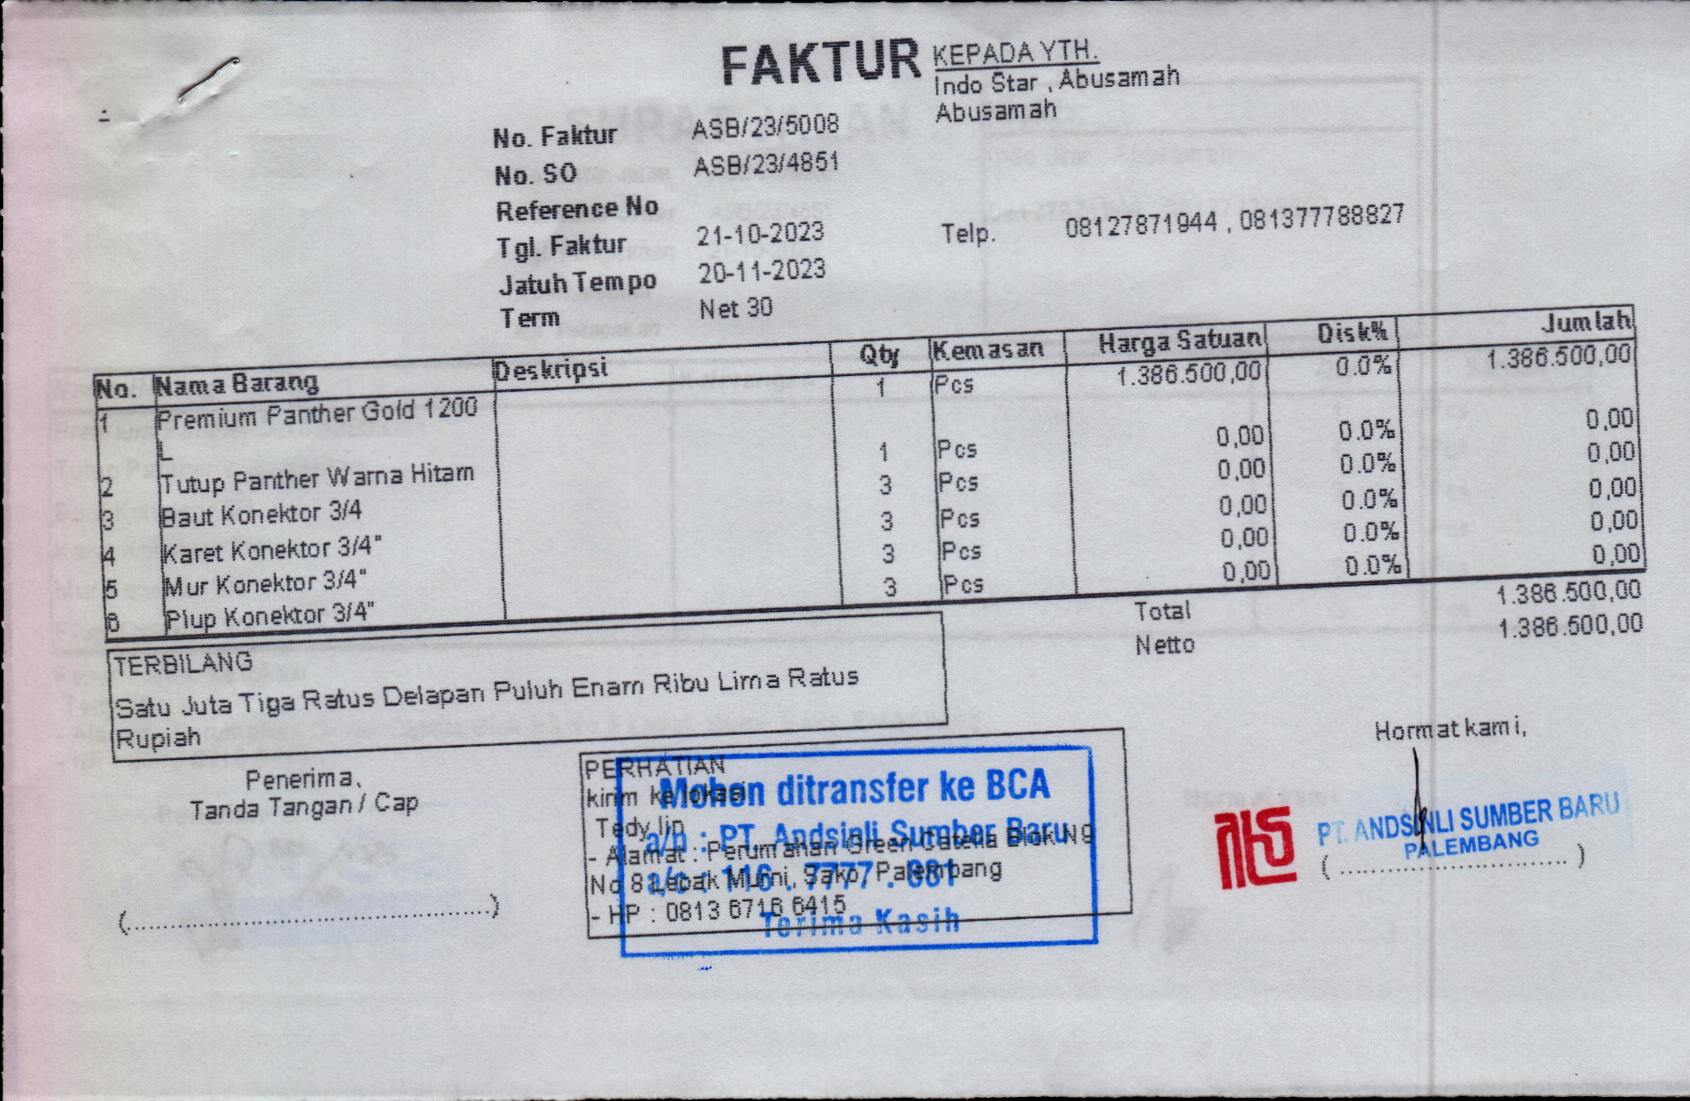 FAKTUR
KEPADA YTH.
Indo Star , Abusamah
Abusamah
No. Faktur ASB/23/5008
No. SO ASB/23/4851
Reference No
Tgl. Faktur 21-10-2023
Telp. 08127871944 , 081377788827
Jatuh Tempo 20-11-2023
Term Net 30
No. Nama Barang Deskripsi Qty Kemasan Harga Satuan Disk% Jumlah
1 Premium Panther Gold 1200 1 Pcs 1.386.500,00 0.0% 1.386.500,00
L
2 Tutup Panther Warna Hitam 1 Pcs 0,00 0.0% 0,00
3 Baut Konektor 3/4 3 Pcs 0,00 0.0% 0,00
4 Karet Konektor 3/4" 3 Pcs 0,00 0.0% 0,00
5 Mur Konektor 3/4" 3 Pcs 0,00 0.0% 0,00
6 Plup Konektor 3/4" 3 Pcs 0,00 0.0% 0,00
Total 1.386.500,00
Netto 1.386.500,00
TERBILANG
Satu Juta Tiga Ratus Delapan Puluh Enam Ribu Lima Ratus
Rupiah
Penerima,
Tanda Tangan / Cap
(..................................................)
PERHATIAN
kirim ke lokasi
Tedy lin
- Alamat : Perumahan Green Catelia Blok N9
No 8 Lebak Murni, Sako, Palembang
- HP : 0813 6716 6415
Mohon ditransfer ke BCA
a/n : PT. Andsinli Sumber Baru
a/c : 116 . 7777 . 881
Terima Kasih
Hormat kami,
als
PT. ANDSINLI SUMBER BARU
PALEMBANG
(................................)